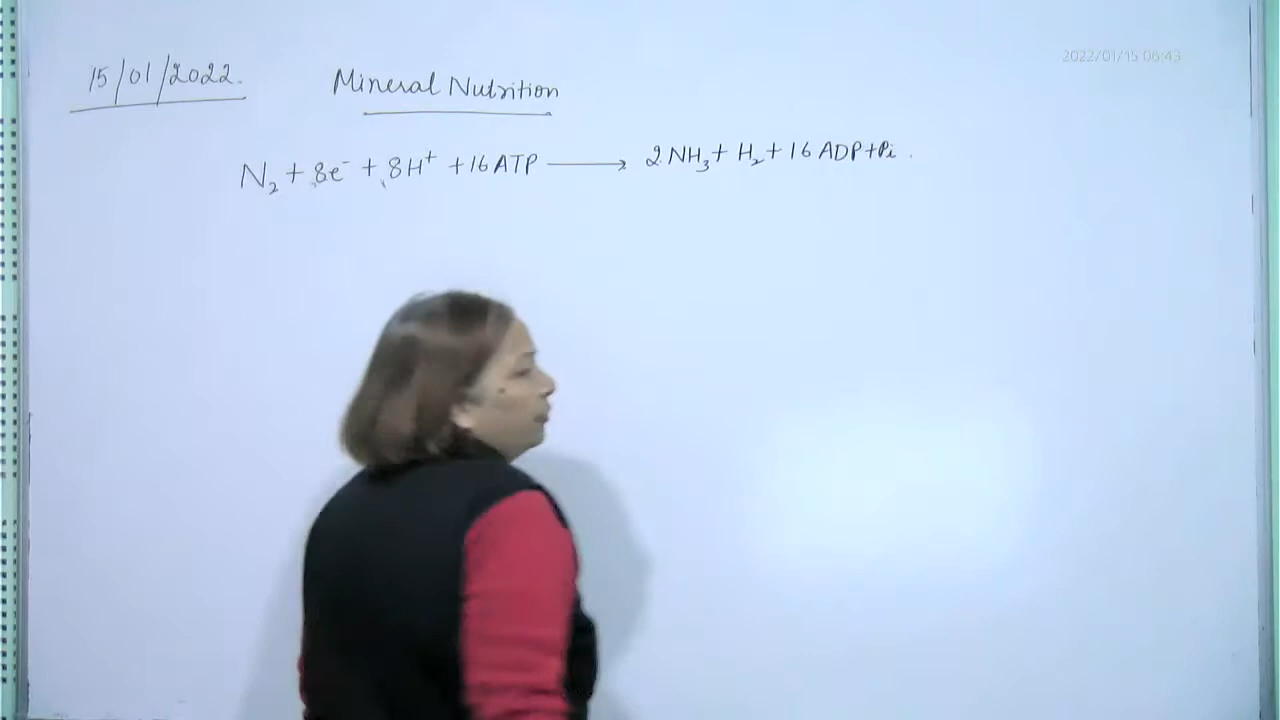 2022/01/15 06:43
15/01/2022.
Mineral Nutrition
N₂ + 8e⁻ + 8H⁺ + 16 ATP ⟶ 2NH₃ + H₂ + 16 ADP + Pi .